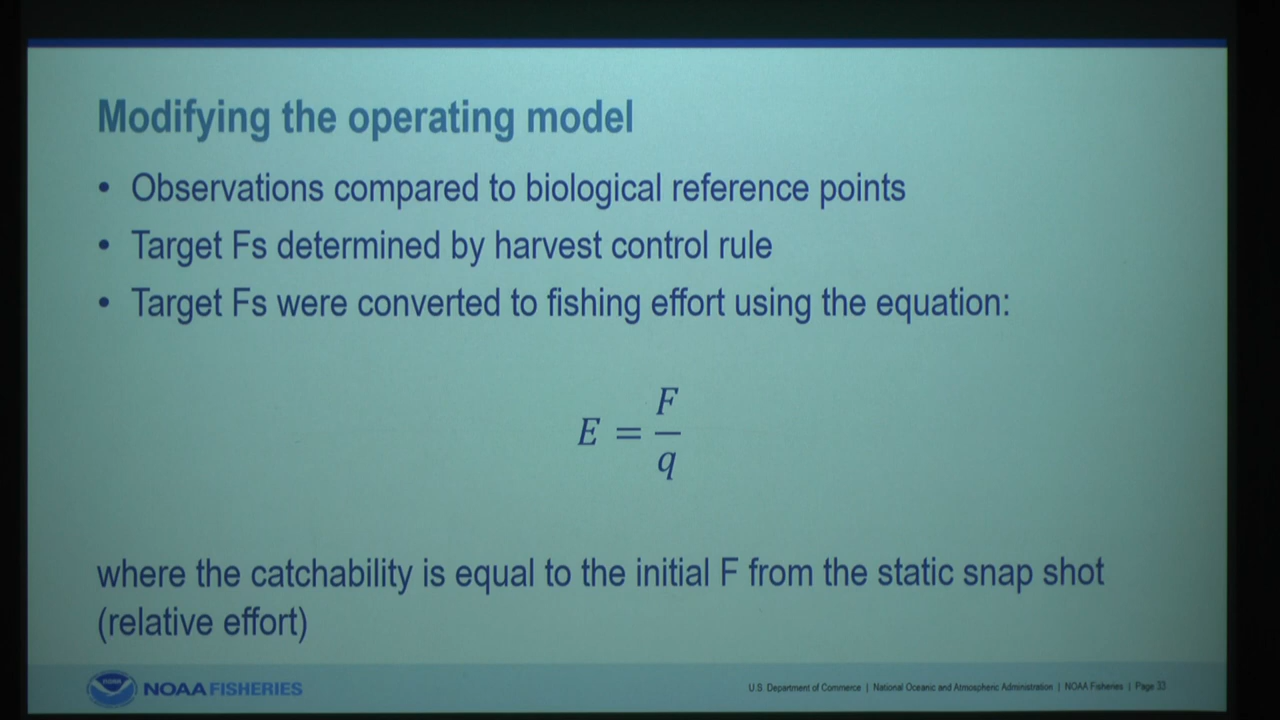 Modifying the operating model
• Observations compared to biological reference points
• Target Fs determined by harvest control rule
• Target Fs were converted to fishing effort using the equation:
E = F/q
where the catchability is equal to the initial F from the static snap shot
(relative effort)
NOAA FISHERIES
U.S. Department of Commerce | National Oceanic and Atmospheric Administration | NOAA Fisheries | Page 33